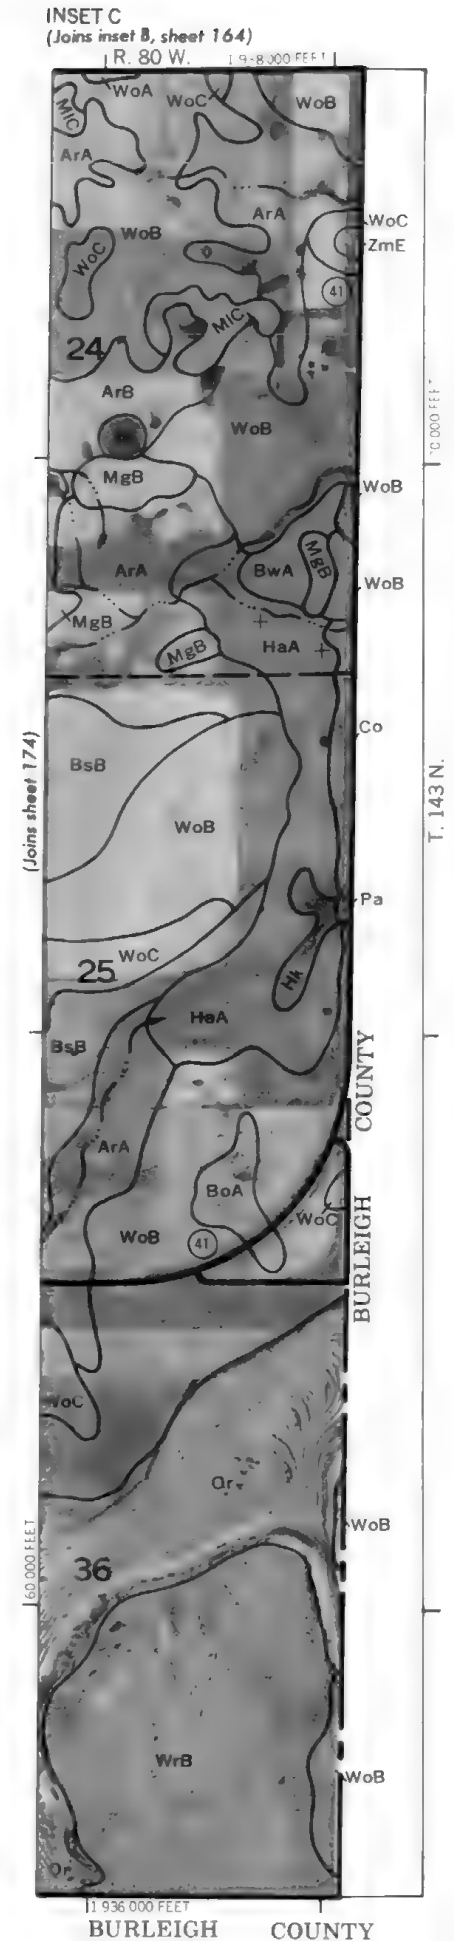 INSET C
(Joins inset B, sheet 164)
R. 80 W.
WoA
WoC
WoB
MlC
ArA
ArA
WoC
WoB
ZmE
WoC
41
MlC
24
ArB
WoB
MgB
WoB
ArA
BwA
MgB
WoB
MgB
HaA
MgB
Co
(Joins sheet 174)
BsB
T. 143 N.
WoB
Pa
WoC
25
Hk
HaA
BsB
ArA
BoA
WoC
WoB
41
BURLEIGH COUNTY
WoC
Or
WoB
60 000 FEET
36
WrB
WoB
Or
1 936 000 FEET
BURLEIGH COUNTY